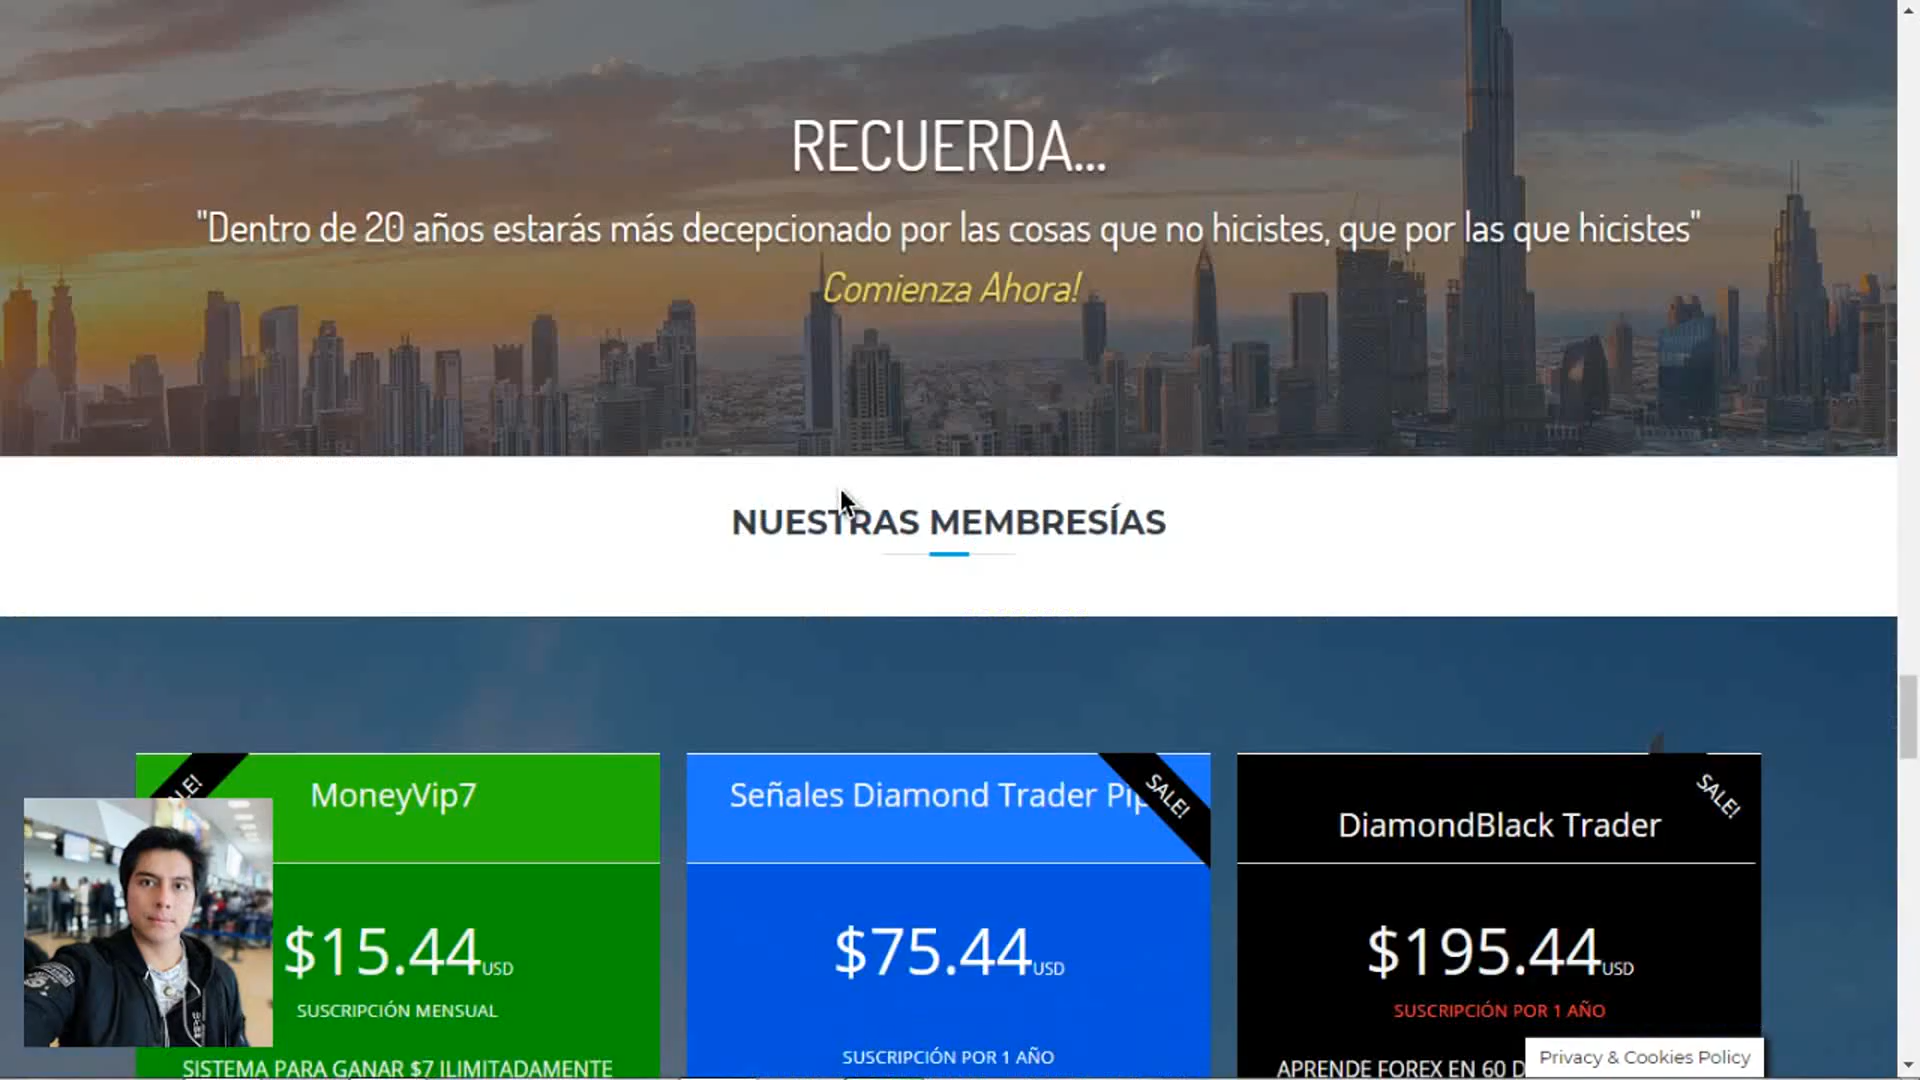 RECUERDA...
"Dentro de 20 años estarás más decepcionado por las cosas que no hicistes, que por las que hicistes"
Comienza Ahora!
NUESTRAS MEMBRESÍAS
MoneyVip7
Señales Diamond Trader
SALE!
DiamondBlack Trader
SALE!
$15.44USD
SUSCRIPCIÓN MENSUAL
SISTEMA PARA GANAR $7 ILIMITADAMENTE
$75.44USD
SUSCRIPCIÓN POR 1 AÑO
$195.44USD
SUSCRIPCIÓN POR 1 AÑO
APRENDE FOREX EN 60
Privacy & Cookies Policy